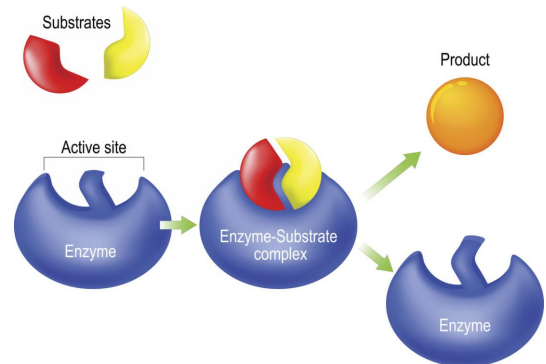 Substrates
Product
Active site
Enzyme
Enzyme-Substrate
complex
Enzyme